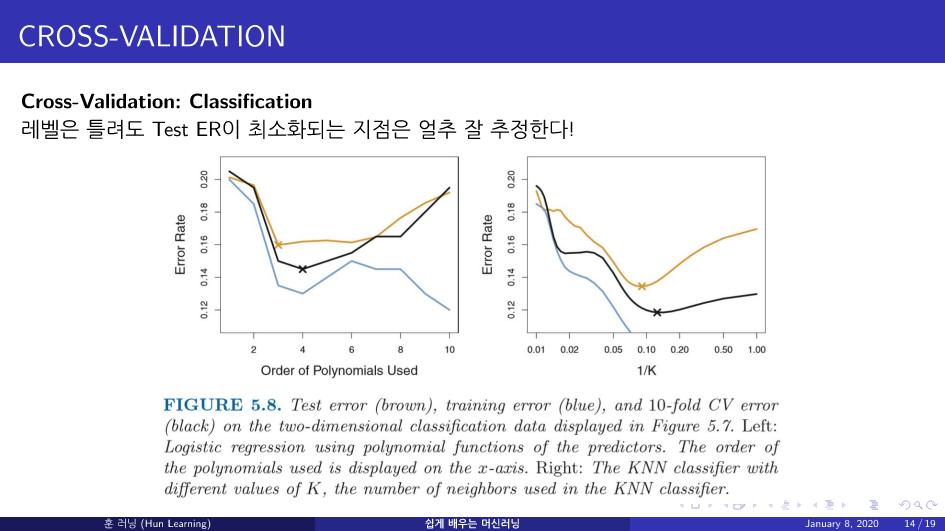 CROSS-VALIDATION
Cross-Validation: Classification
레벨은 틀려도 Test ER이 최소화되는 지점은 얼추 잘 추정한다!
Error Rate
0.12 0.14 0.16 0.18 0.20
2 4 6 8 10
Order of Polynomials Used
Error Rate
0.12 0.14 0.16 0.18 0.20
0.01 0.02 0.05 0.10 0.20 0.50 1.00
1/K
FIGURE 5.8. Test error (brown), training error (blue), and 10-fold CV error
(black) on the two-dimensional classification data displayed in Figure 5.7. Left:
Logistic regression using polynomial functions of the predictors. The order of
the polynomials used is displayed on the x-axis. Right: The KNN classifier with
different values of K, the number of neighbors used in the KNN classifier.
훈 러닝 (Hun Learning) 쉽게 배우는 머신러닝 January 8, 2020 14 / 19